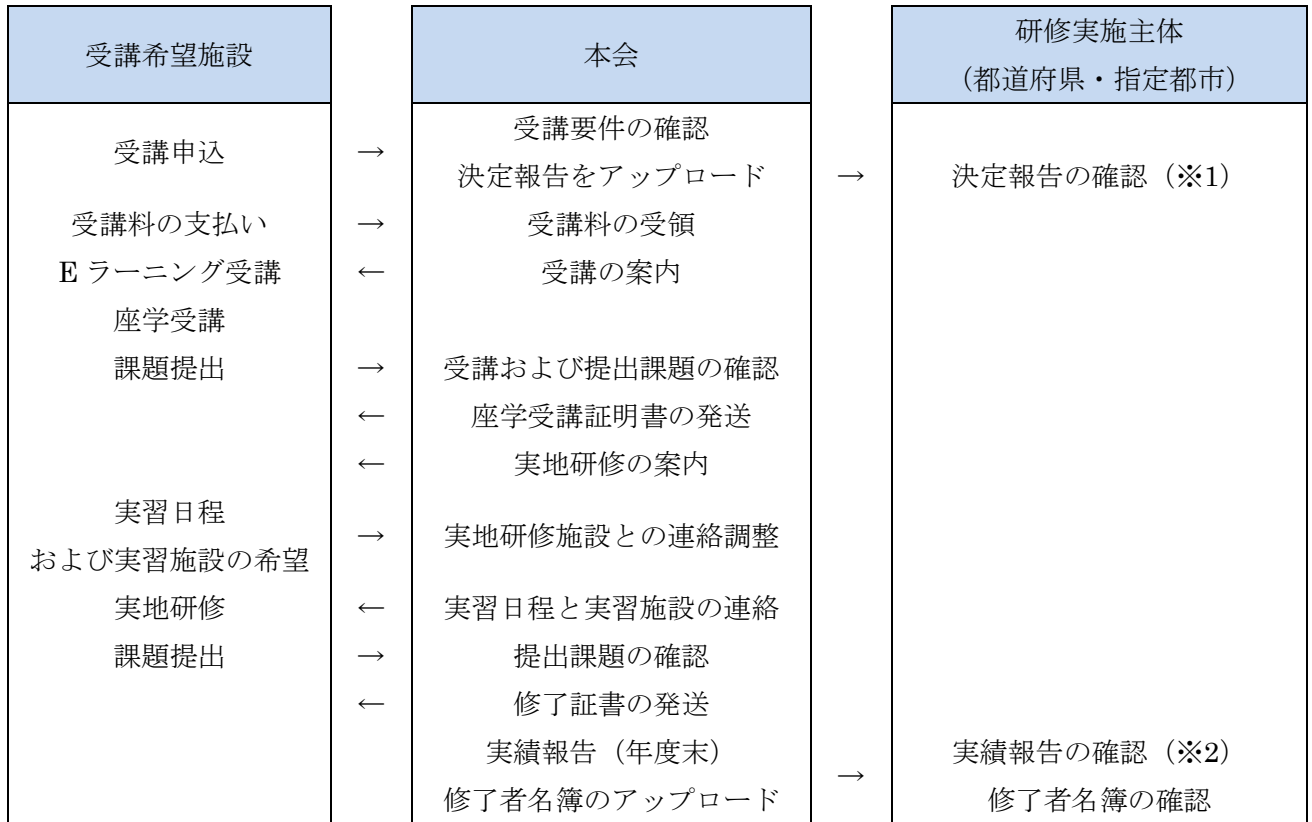 受講希望施設
本会
研修実施主体
（都道府県・指定都市）
受講申込
→
受講要件の確認
決定報告をアップロード
→
決定報告の確認（※1）
受講料の支払い
→
受講料の受領
E ラーニング受講
←
受講の案内
座学受講
課題提出
→
受講および提出課題の確認
←
座学受講証明書の発送
←
実地研修の案内
実習日程
および実習施設の希望
→
実地研修施設との連絡調整
実地研修
←
実習日程と実習施設の連絡
課題提出
→
提出課題の確認
←
修了証書の発送
実績報告（年度末）
修了者名簿のアップロード
→
実績報告の確認（※2）
修了者名簿の確認